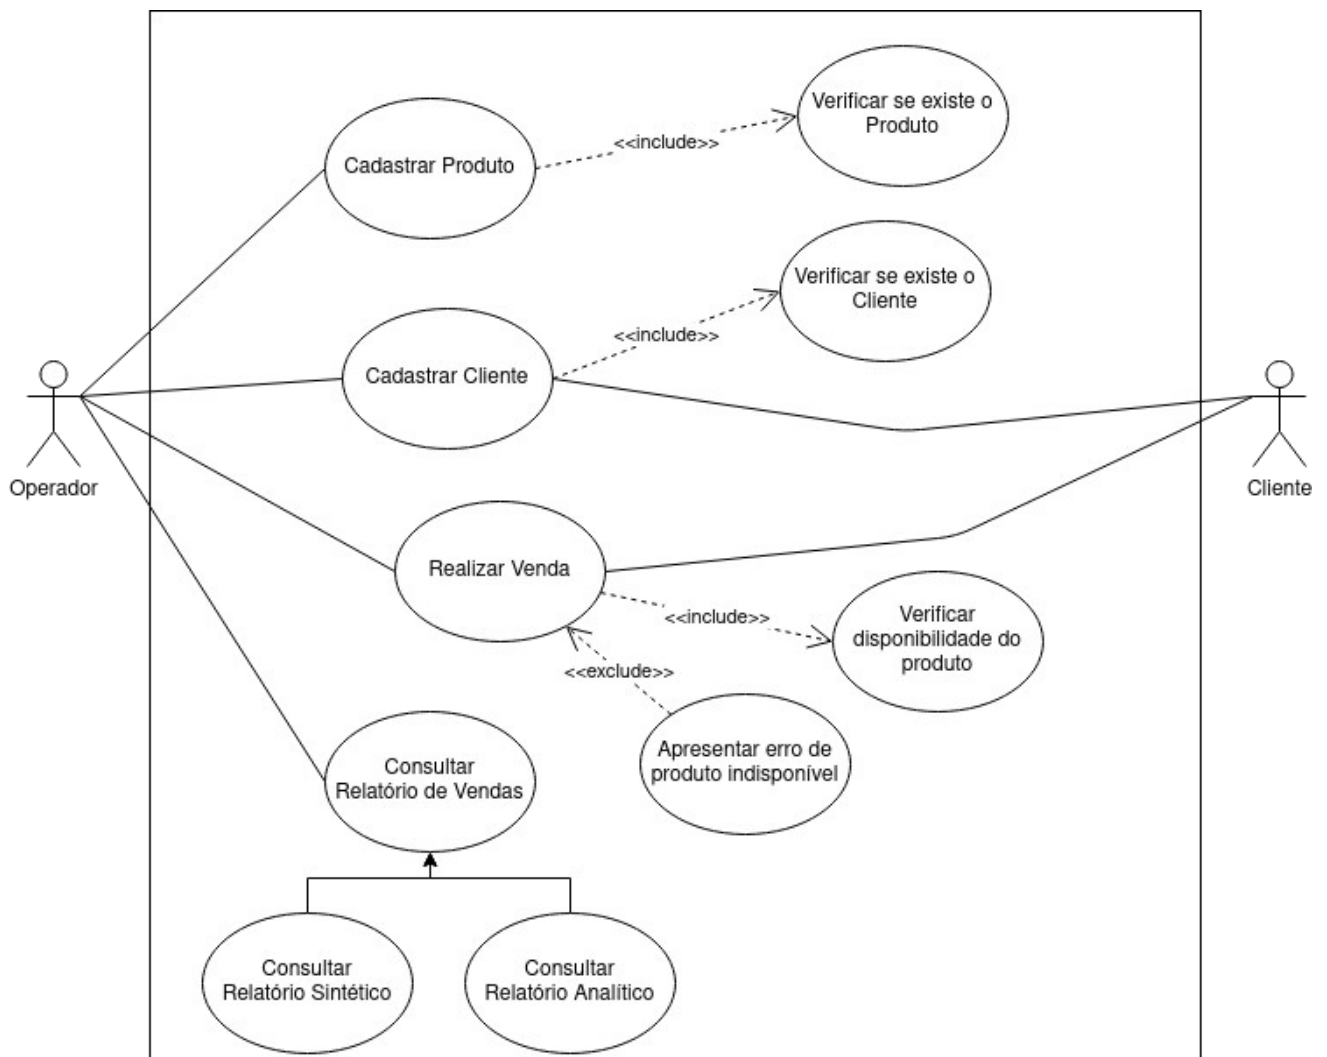 Verificar se existe o
Produto
<<include>>
Cadastrar Produto
Verificar se existe o
Cliente
<<include>>
Cadastrar Cliente
Operador
Cliente
Realizar Venda
<<include>>
Verificar
disponibilidade do
produto
<<exclude>>
Apresentar erro de
produto indisponível
Consultar
Relatório de Vendas
Consultar
Relatório Sintético
Consultar
Relatório Analítico